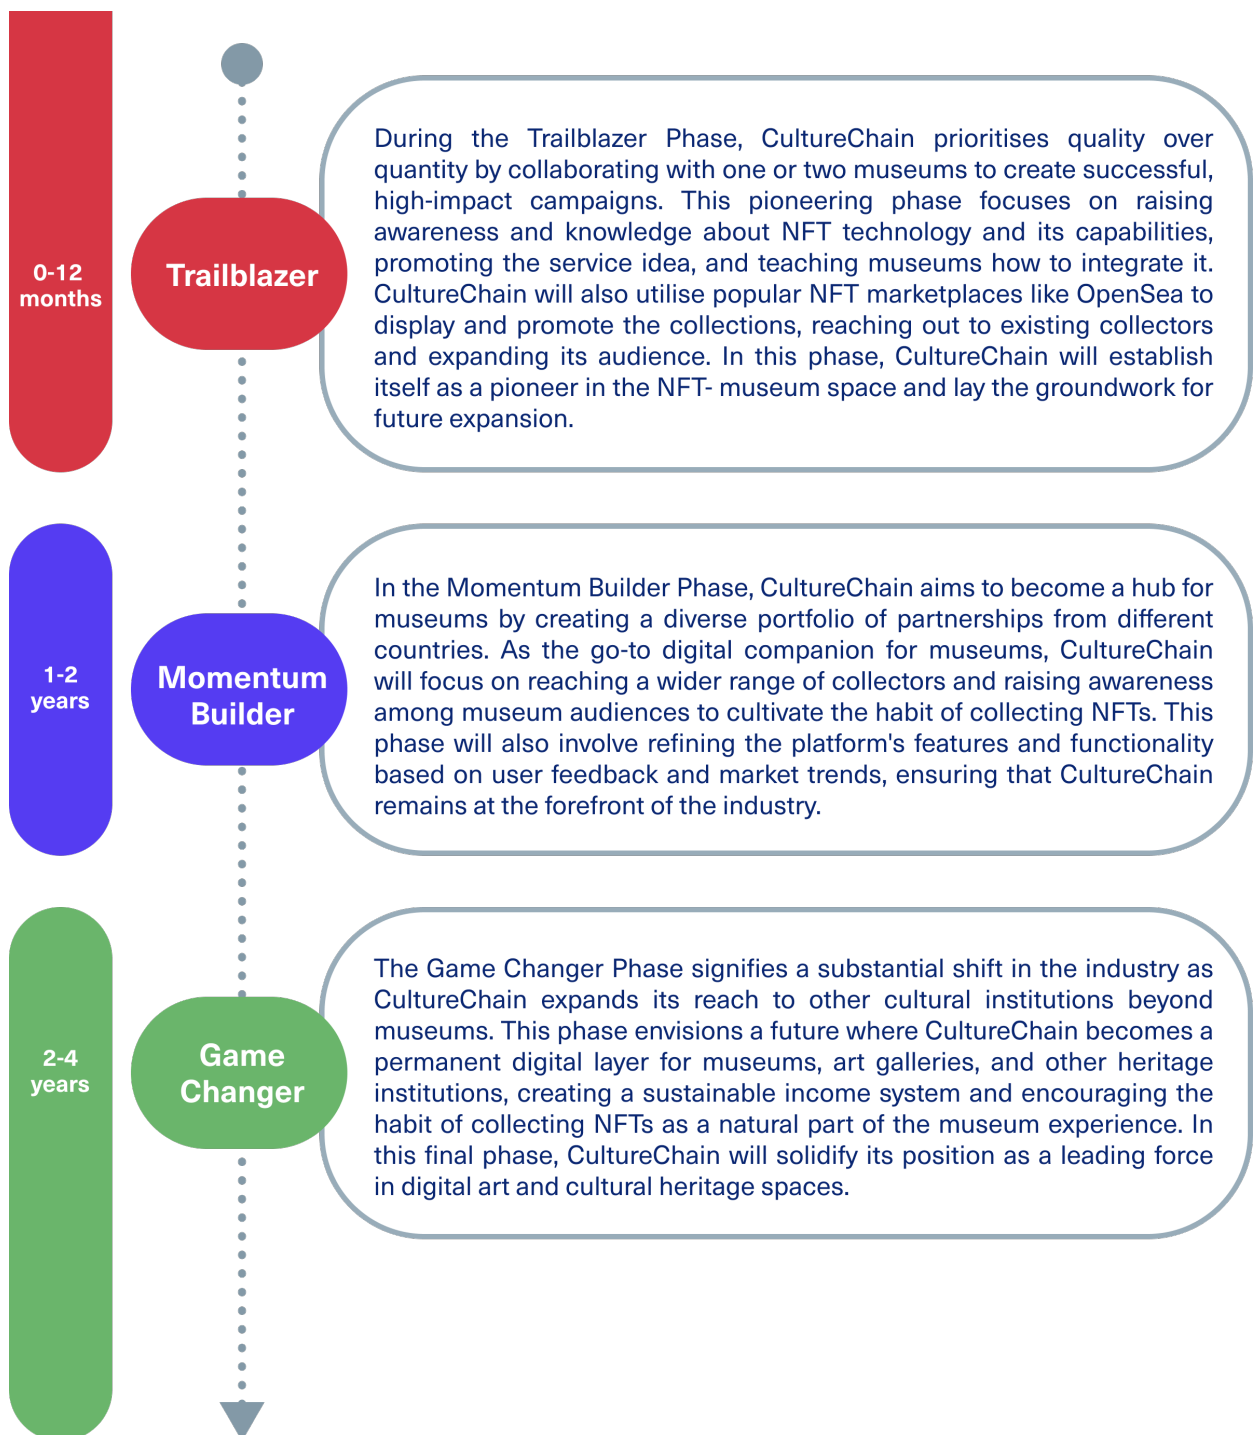 0-12
months
Trailblazer
During the Trailblazer Phase, CultureChain prioritises quality over
quantity by collaborating with one or two museums to create successful,
high-impact campaigns. This pioneering phase focuses on raising
awareness and knowledge about NFT technology and its capabilities,
promoting the service idea, and teaching museums how to integrate it.
CultureChain will also utilise popular NFT marketplaces like OpenSea to
display and promote the collections, reaching out to existing collectors
and expanding its audience. In this phase, CultureChain will establish
itself as a pioneer in the NFT- museum space and lay the groundwork for
future expansion.
1-2
years
Momentum
Builder
In the Momentum Builder Phase, CultureChain aims to become a hub for
museums by creating a diverse portfolio of partnerships from different
countries. As the go-to digital companion for museums, CultureChain
will focus on reaching a wider range of collectors and raising awareness
among museum audiences to cultivate the habit of collecting NFTs. This
phase will also involve refining the platform's features and functionality
based on user feedback and market trends, ensuring that CultureChain
remains at the forefront of the industry.
2-4
years
Game
Changer
The Game Changer Phase signifies a substantial shift in the industry as
CultureChain expands its reach to other cultural institutions beyond
museums. This phase envisions a future where CultureChain becomes a
permanent digital layer for museums, art galleries, and other heritage
institutions, creating a sustainable income system and encouraging the
habit of collecting NFTs as a natural part of the museum experience. In
this final phase, CultureChain will solidify its position as a leading force
in digital art and cultural heritage spaces.